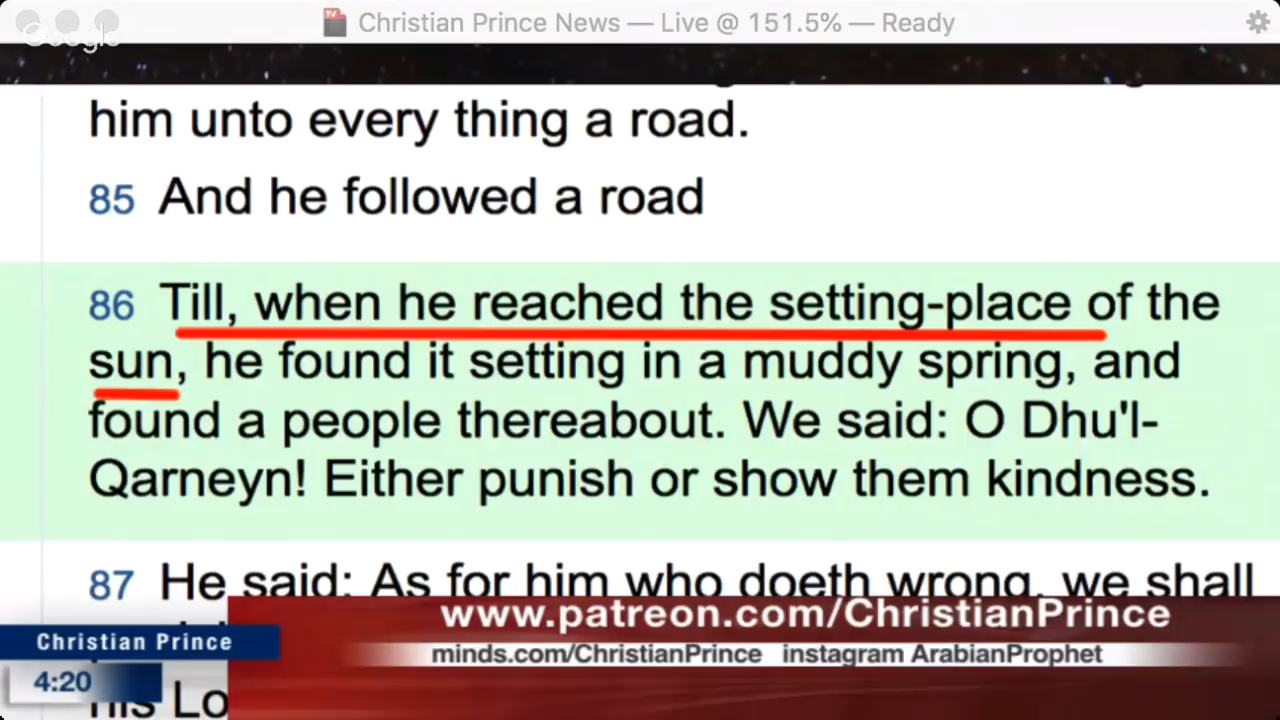 Christian Prince News — Live @ 151.5% — Ready
Google
him unto every thing a road.
85 And he followed a road
86 Till, when he reached the setting-place of the
sun, he found it setting in a muddy spring, and
found a people thereabout. We said: O Dhu'l-
Qarneyn! Either punish or show them kindness.
87 He said: As for him who doeth wrong, we shall
www.patreon.com/ChristianPrince
Christian Prince
minds.com/ChristianPrince instagram ArabianProphet
4:20
his Lo